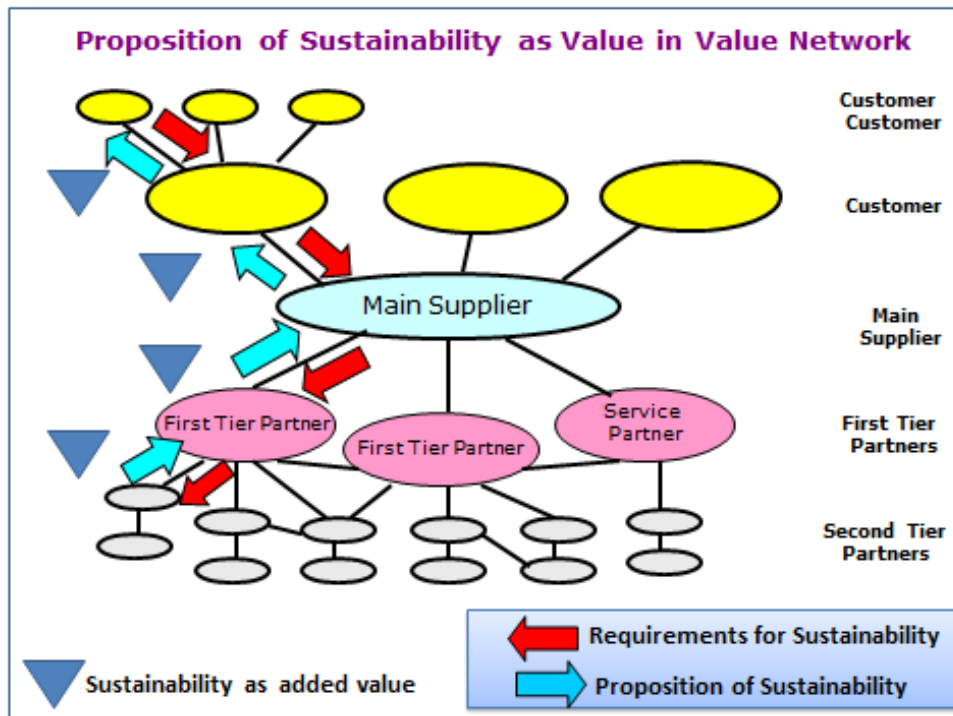 Proposition of Sustainability as Value in Value Network
Customer
Customer
Customer
Main Supplier
Main
Supplier
First Tier Partner
First Tier Partner
Service
Partner
First Tier
Partners
Second Tier
Partners
Requirements for Sustainability
Proposition of Sustainability
Sustainability as added value